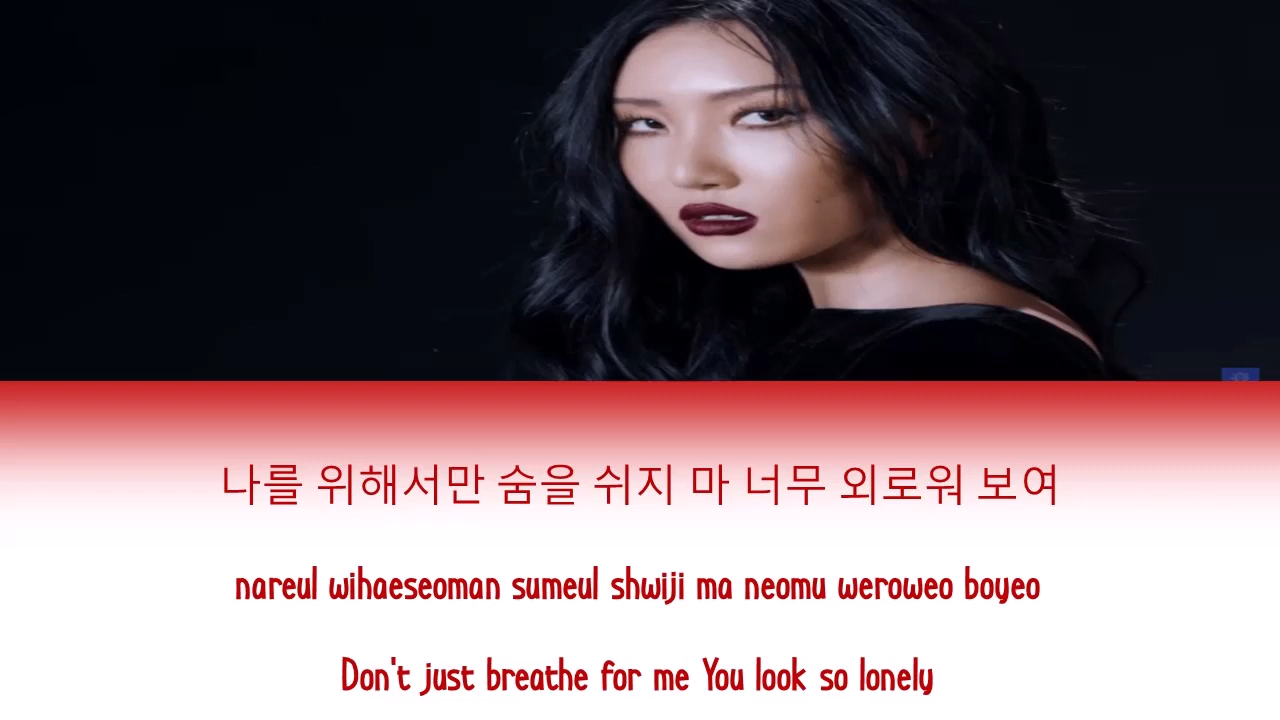 나를 위해서만 숨을 쉬지 마 너무 외로워 보여
nareul wihaeseoman sumeul shwiji ma neomu weroweo boyeo
Don't just breathe for me You look so lonely